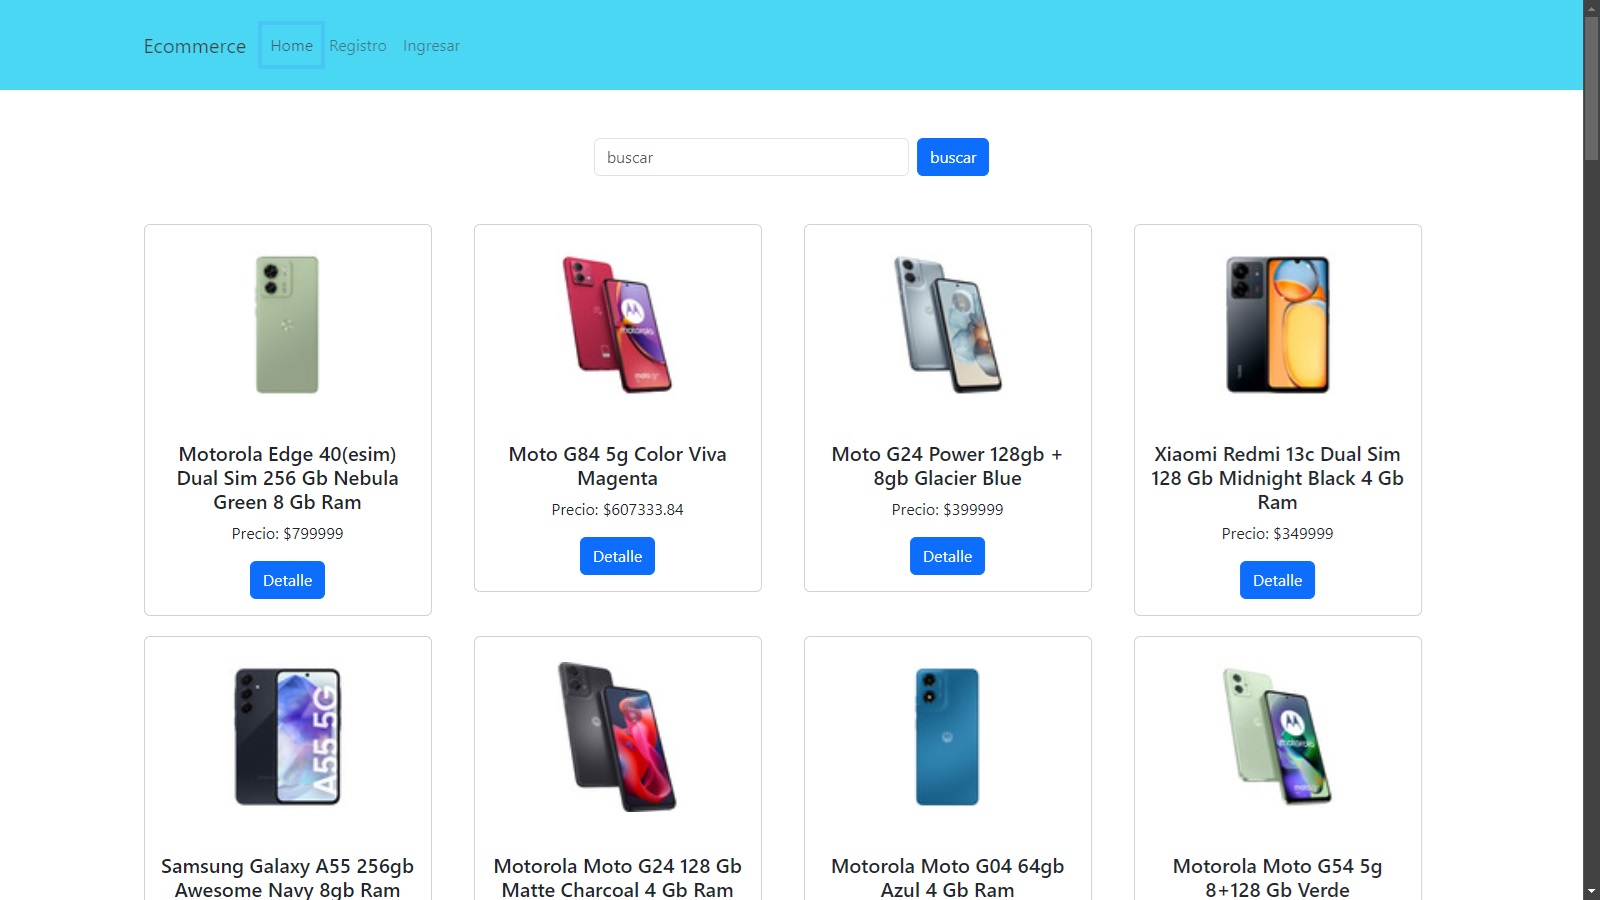 Ecommerce Home Registro Ingresar
buscar buscar
Motorola Edge 40(esim)
Dual Sim 256 Gb Nebula
Green 8 Gb Ram
Precio: $799999
Detalle
motorola
Moto G84 5g Color Viva
Magenta
Precio: $607333.84
Detalle
Moto G24 Power 128gb +
8gb Glacier Blue
Precio: $399999
Detalle
Xiaomi Redmi 13c Dual Sim
128 Gb Midnight Black 4 Gb
Ram
Precio: $349999
Detalle
A55 5G
Samsung Galaxy A55 256gb
Awesome Navy 8gb Ram
Motorola Moto G24 128 Gb
Matte Charcoal 4 Gb Ram
Motorola Moto G04 64gb
Azul 4 Gb Ram
motorola
Motorola Moto G54 5g
8+128 Gb Verde